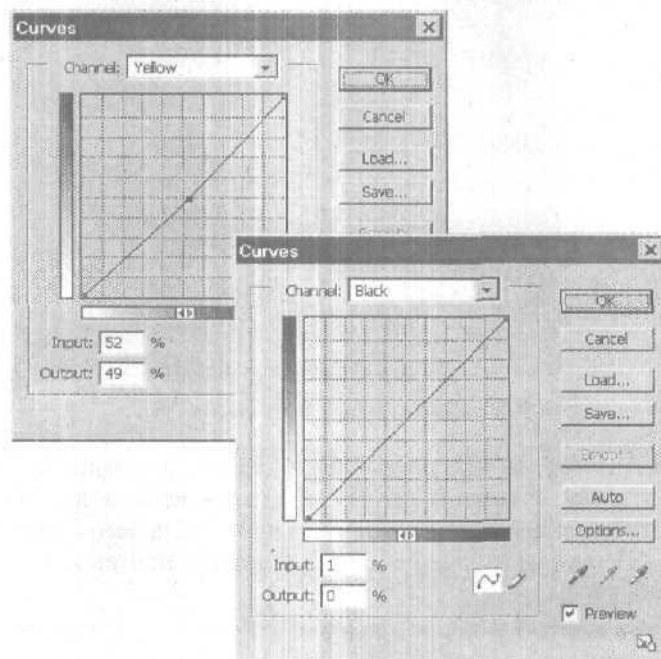 Curves
Channel: Yellow
OK
Cancel
Load...
Save...
Input: 52 %
Output: 49 %
Curves
Channel: Black
OK
Cancel
Load...
Save...
Smooth
Auto
Options...
Input: 1 %
Output: 0 %
Preview